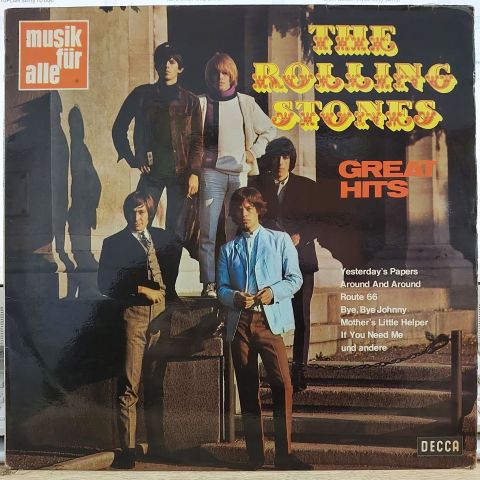 musik
für
alle
THE
ROLLING
STONES
GREAT
HITS
Yesterday's Papers
Around And Around
Route 66
Bye, Bye Johnny
Mother's Little Helper
If You Need Me
und andere
DECCA